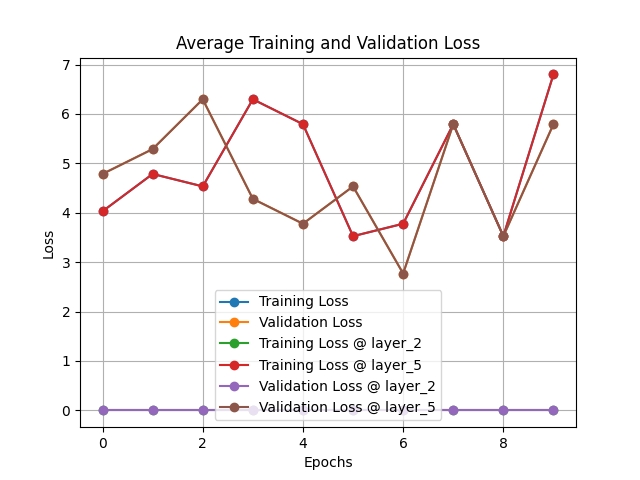 Average Training and Validation Loss
7
6
5
4
3
2
1
0
Loss
Training Loss
Validation Loss
Training Loss @ layer_2
Training Loss @ layer_5
Validation Loss @ layer_2
Validation Loss @ layer_5
0 2 4 6 8
Epochs